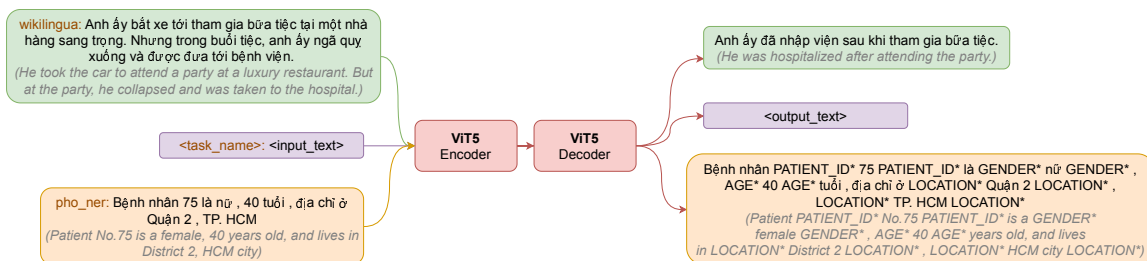 wikilingua: Anh ấy bắt xe tới tham gia bữa tiệc tại một nhà
hàng sang trọng. Nhưng trong buổi tiệc, anh ấy ngã quỵ
xuống và được đưa tới bệnh viện.
(He took the car to attend a party at a luxury restaurant. But
at the party, he collapsed and was taken to the hospital.)
<task_name>: <input_text>
pho_ner: Bệnh nhân 75 là nữ , 40 tuổi , địa chỉ ở
Quận 2 , TP. HCM
(Patient No.75 is a female, 40 years old, and lives in
District 2, HCM city)
ViT5
Encoder
ViT5
Decoder
Anh ấy đã nhập viện sau khi tham gia bữa tiệc.
(He was hospitalized after attending the party.)
<output_text>
Bệnh nhân PATIENT_ID* 75 PATIENT_ID* là GENDER* nữ GENDER* ,
AGE* 40 AGE* tuổi , địa chỉ ở LOCATION* Quận 2 LOCATION* ,
LOCATION* TP. HCM LOCATION*
(Patient PATIENT_ID* No.75 PATIENT_ID* is a GENDER*
female GENDER* , AGE* 40 AGE* years old, and lives
in LOCATION* District 2 LOCATION* , LOCATION* HCM city LOCATION*)